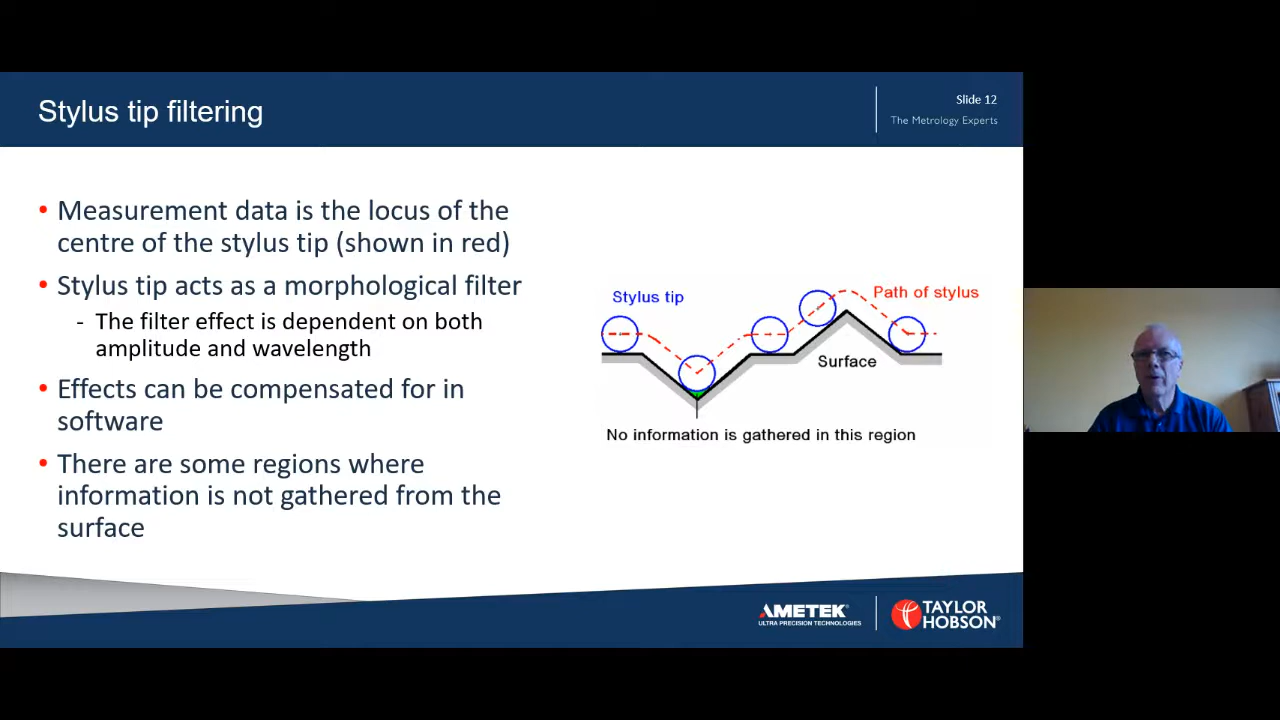 Stylus tip filtering
Slide 12
The Metrology Experts
• Measurement data is the locus of the
centre of the stylus tip (shown in red)
• Stylus tip acts as a morphological filter
- The filter effect is dependent on both
amplitude and wavelength
• Effects can be compensated for in
software
• There are some regions where
information is not gathered from the
surface
Stylus tip
Path of stylus
Surface
No information is gathered in this region
AMETEK®
ULTRA PRECISION TECHNOLOGIES
TAYLOR
HOBSON®